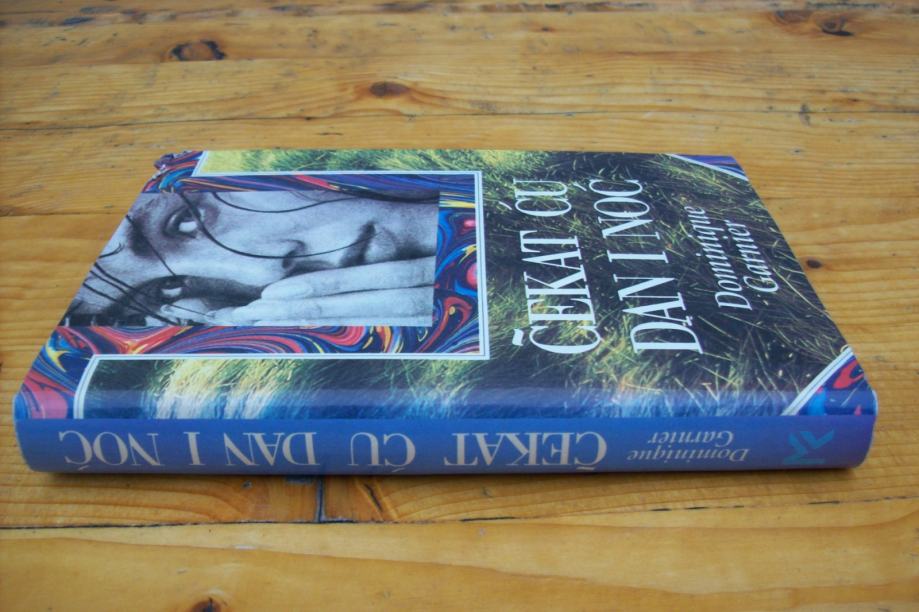 ČEKAT ĆU
DAN I NOĆ
Dominique
Garnier
Dominique
Garnier
ČEKAT ĆU DAN I NOĆ